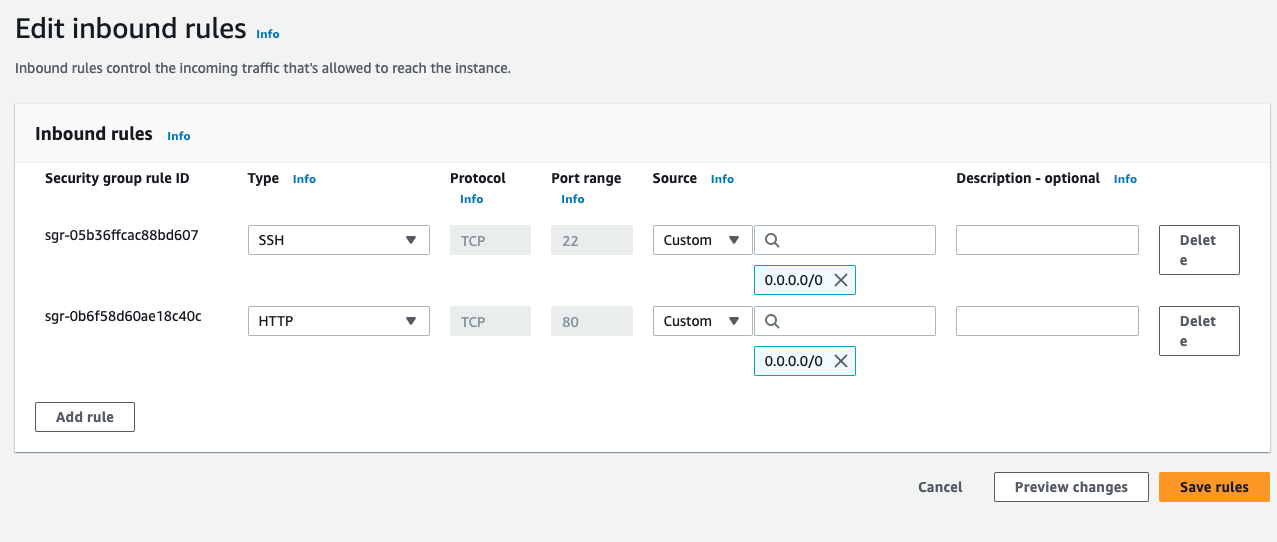 Edit inbound rules Info
Inbound rules control the incoming traffic that's allowed to reach the instance.
Inbound rules Info
Security group rule ID Type Info Protocol Info Port range Info Source Info Description - optional Info
sgr-05b36ffcac88bd607 SSH TCP 22 Custom Delet
e
0.0.0.0/0
sgr-0b6f58d60ae18c40c HTTP TCP 80 Custom Delet
e
0.0.0.0/0
Add rule
Cancel Preview changes Save rules